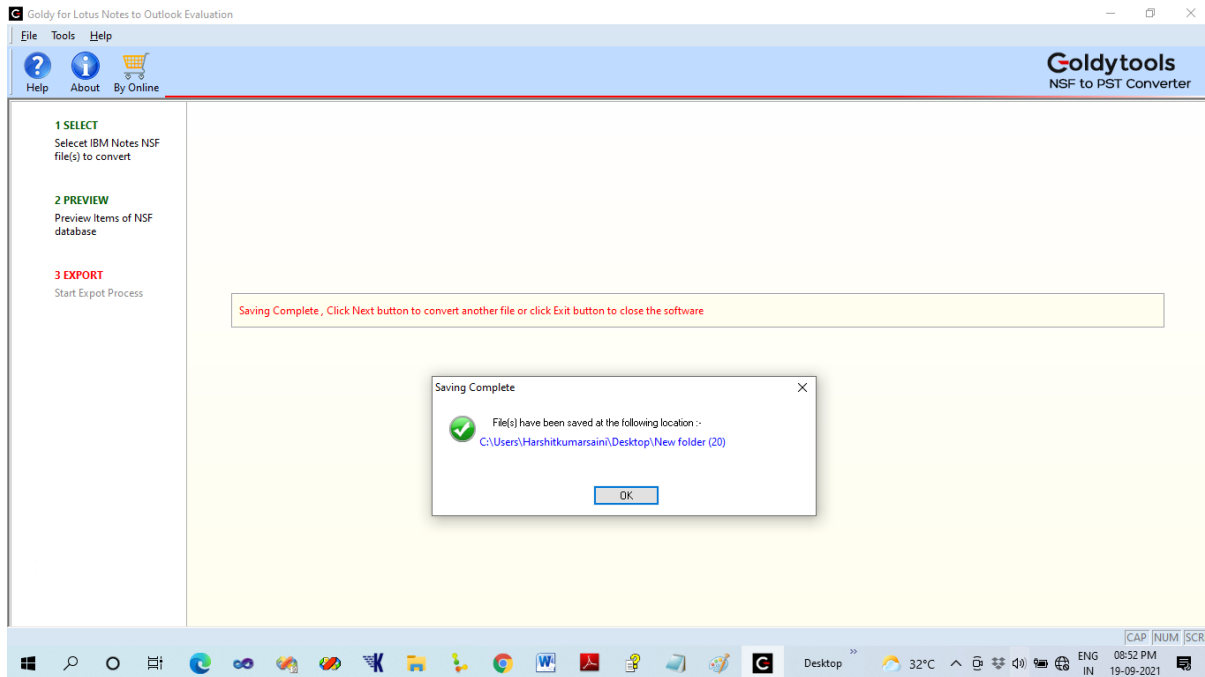 Goldy for Lotus Notes to Outlook Evaluation
File Tools Help
Help About By Online
Goldytools
NSF to PST Converter
1 SELECT
Selecet IBM Notes NSF
file(s) to convert
2 PREVIEW
Preview Items of NSF
database
3 EXPORT
Start Expot Process
Saving Complete , Click Next button to convert another file or click Exit button to close the software
Saving Complete
File(s) have been saved at the following location :-
C:\Users\Harshitkumarsaini\Desktop\New folder (20)
OK
CAP NUM SCR
Desktop
32°C
ENG
IN
08:52 PM
19-09-2021